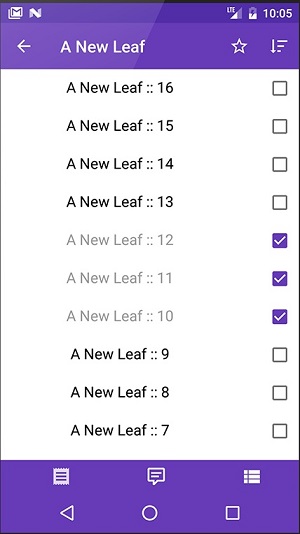 LTE 10:05
A New Leaf
A New Leaf :: 16
A New Leaf :: 15
A New Leaf :: 14
A New Leaf :: 13
A New Leaf :: 12
A New Leaf :: 11
A New Leaf :: 10
A New Leaf :: 9
A New Leaf :: 8
A New Leaf :: 7